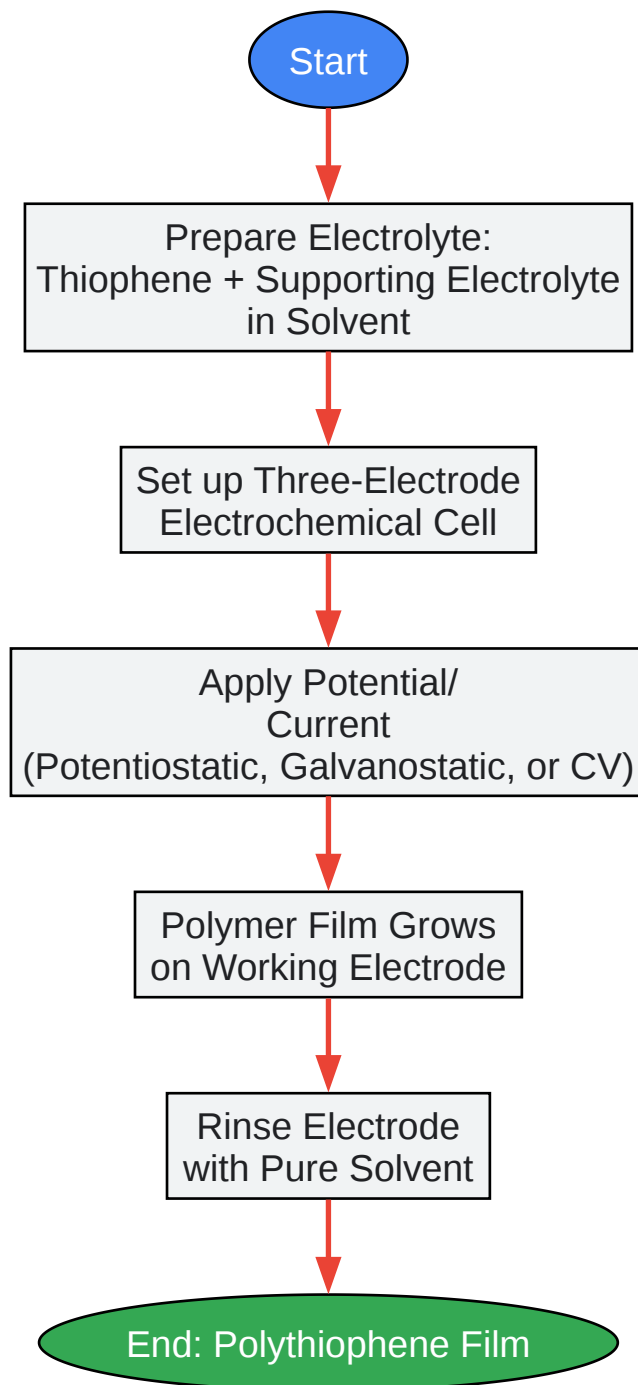 Start
Prepare Electrolyte:
Thiophene + Supporting Electrolyte
in Solvent
Set up Three-Electrode
Electrochemical Cell
Apply Potential/
Current
(Potentiostatic, Galvanostatic, or CV)
Polymer Film Grows
on Working Electrode
Rinse Electrode
with Pure Solvent
End: Polythiophene Film